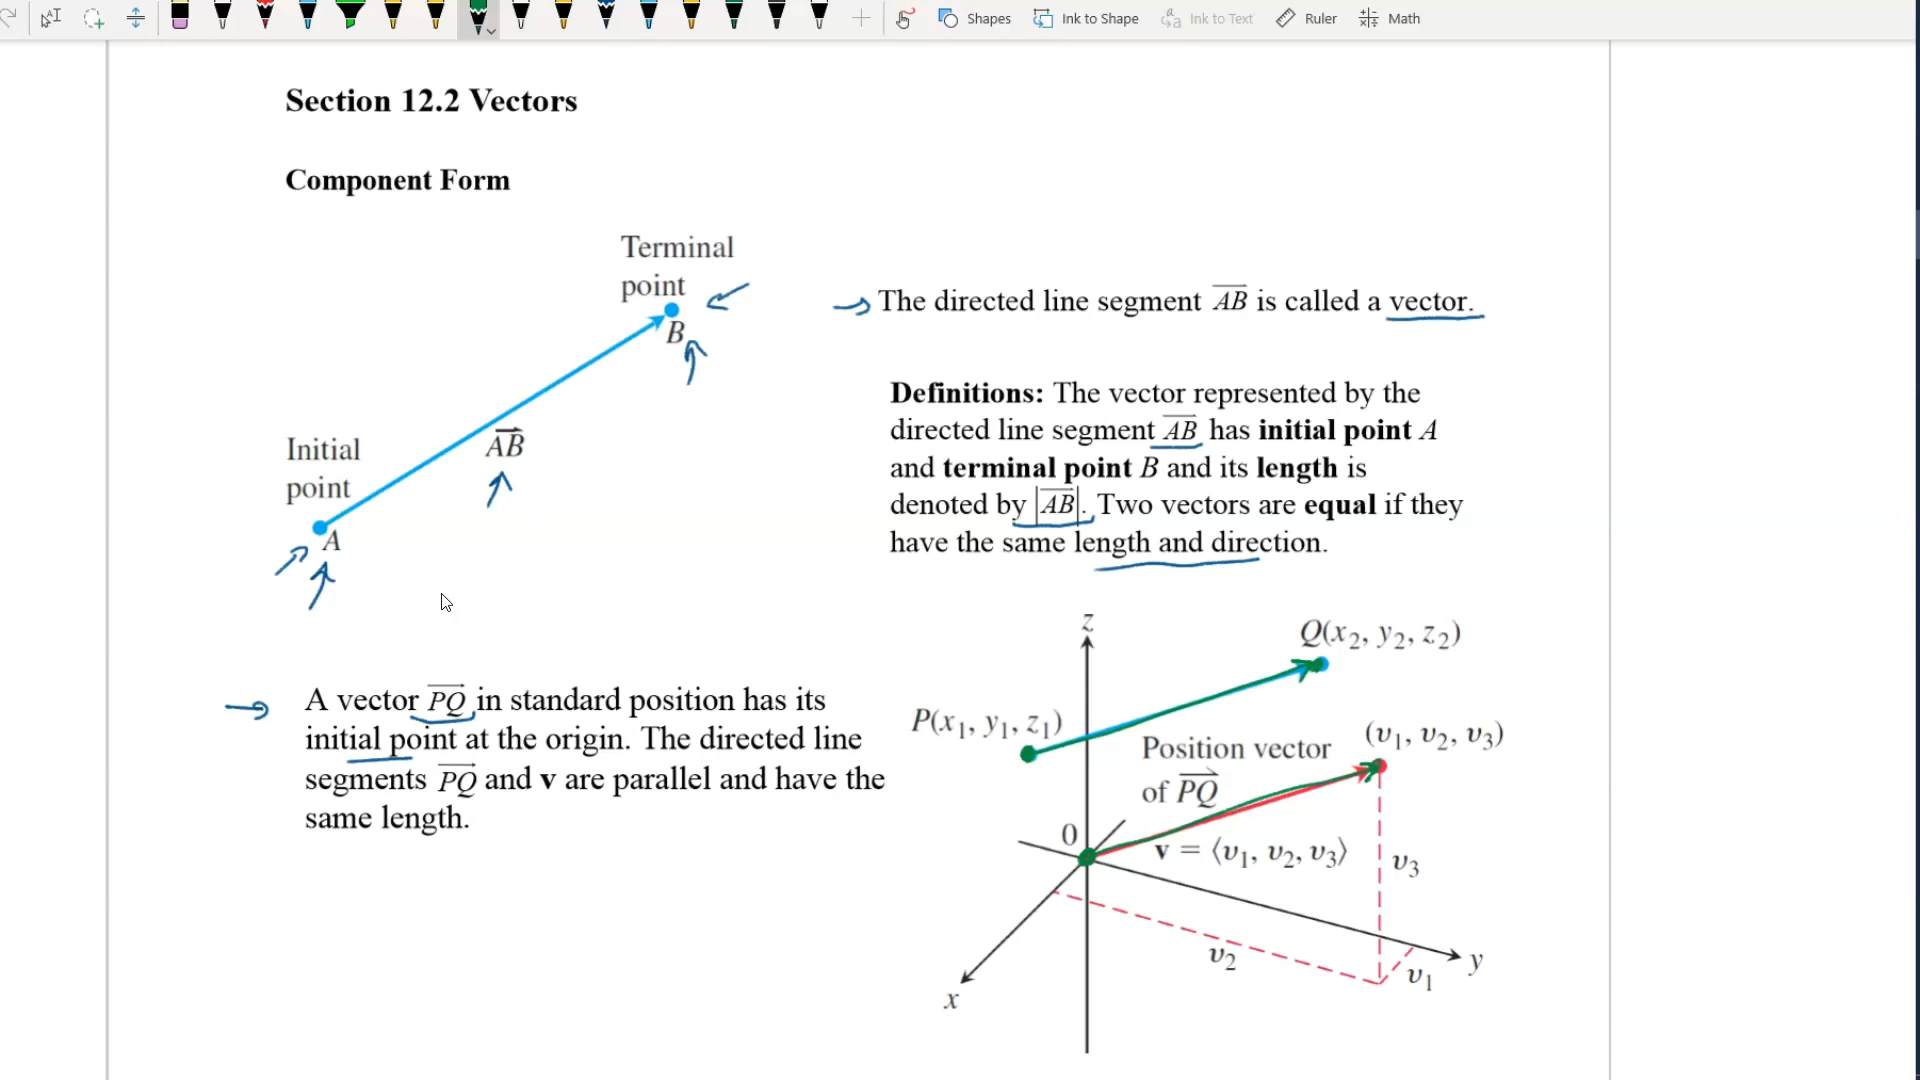 Shapes Ink to Shape Ink to Text Ruler Math
Section 12.2 Vectors
Component Form
Terminal
point
B
AB
Initial
point
A
The directed line segment AB is called a vector.
Definitions: The vector represented by the
directed line segment AB has initial point A
and terminal point B and its length is
denoted by |AB|. Two vectors are equal if they
have the same length and direction.
A vector PQ in standard position has its
initial point at the origin. The directed line
segments PQ and v are parallel and have the
same length.
z
Q(x₂, y₂, z₂)
P(x₁, y₁, z₁)
(v₁, v₂, v₃)
Position vector
of PQ
0
v = ⟨v₁, v₂, v₃⟩
v₃
v₂
v₁
y
x